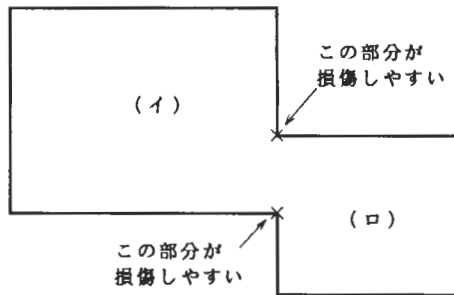 この部分が
損傷しやすい
(イ)
(ロ)
この部分が
損傷しやすい